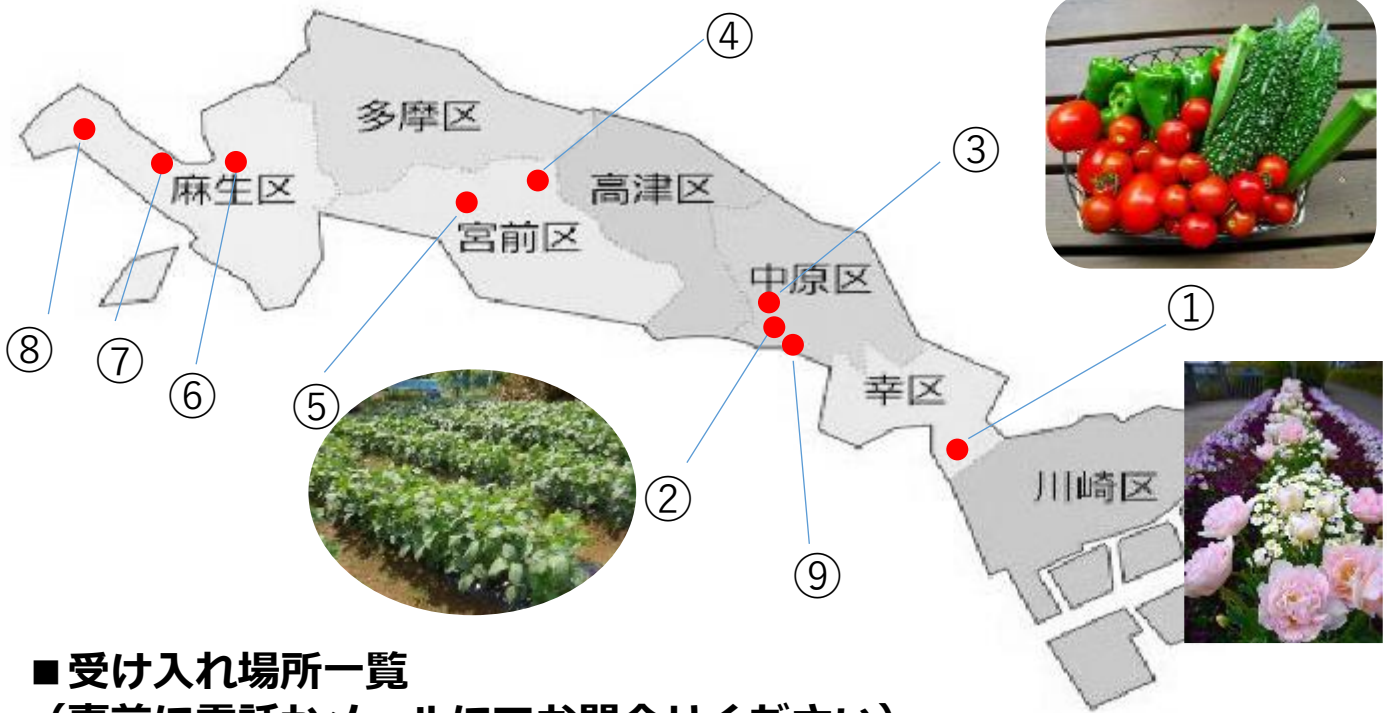 ④
多摩区
③
⑧
⑦
麻生区
⑥
高津区
⑤
宮前区
中原区
①
幸区
②
川崎区
⑨
■受け入れ場所一覧